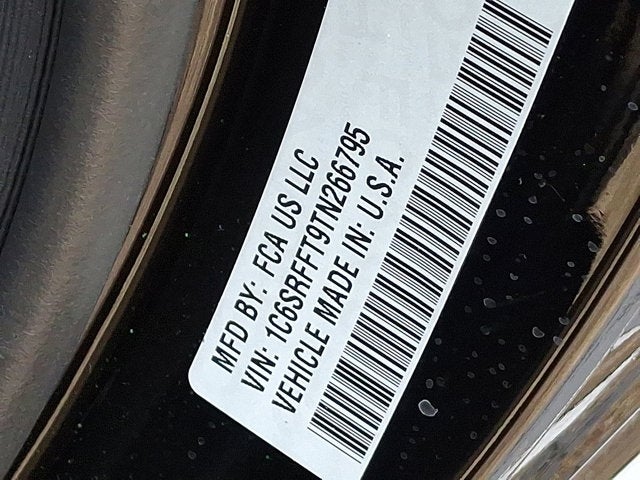 MFD BY: FCA US LLC
VIN: 1C6SRFFT9TN266795
VEHICLE MADE IN: U.S.A.